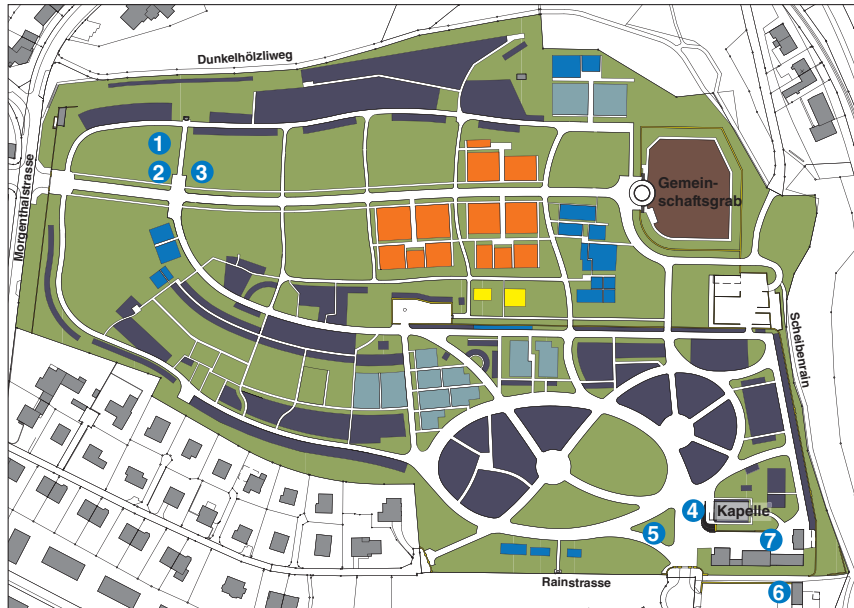 Dunkelhölzliweg
1
2
3
Morgenthalstrasse
Gemein-
schaftsgrab
Scheibenrain
4
Kapelle
5
7
Rainstrasse
6